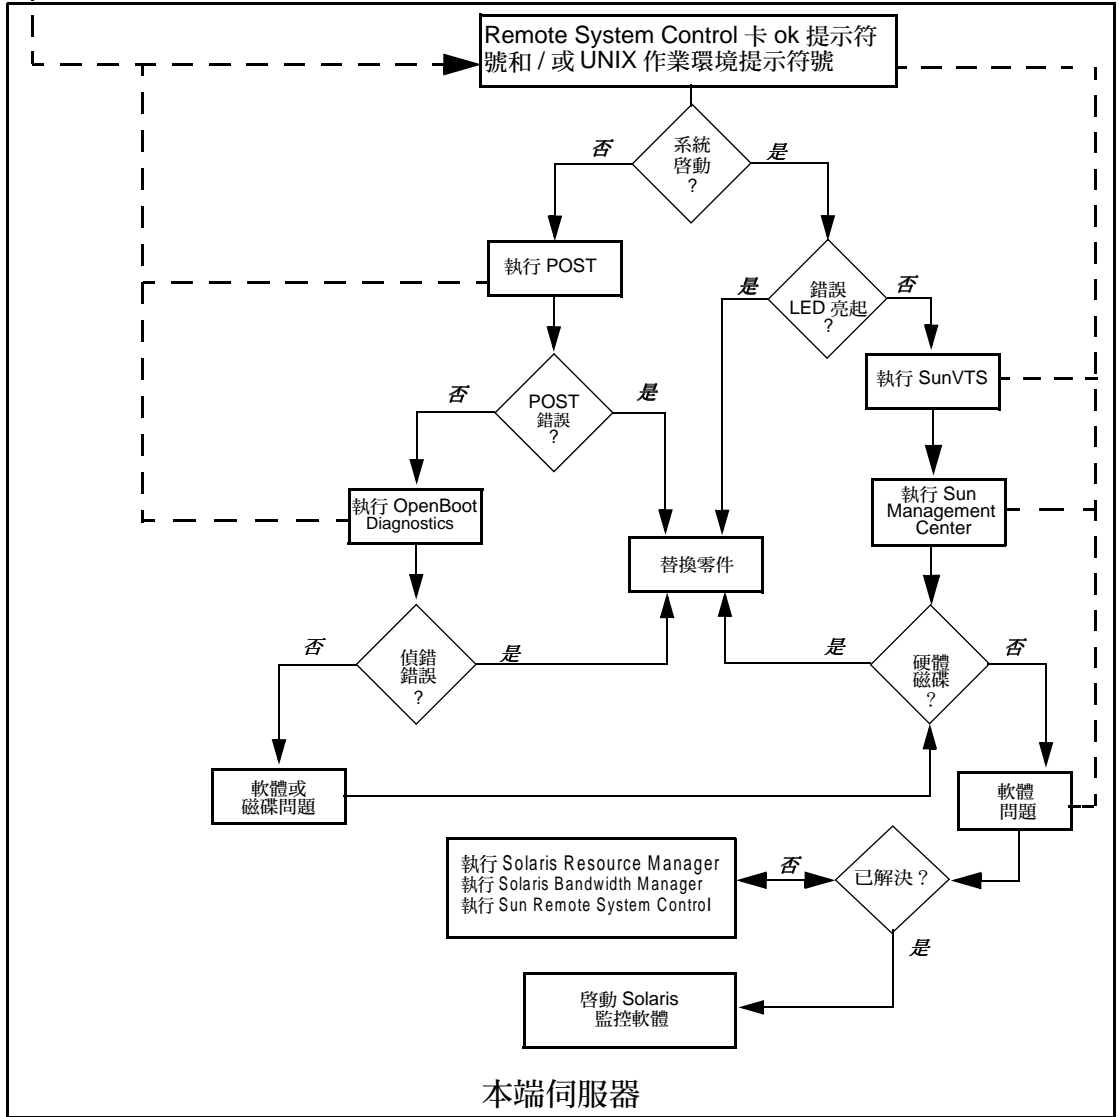 Remote System Control 卡 ok 提示符
號和 / 或 UNIX 作業環境提示符號
系統
啓動
?
否
是
執行 POST
錯誤
LED 亮起
?
是
否
執行 SunVTS
POST
錯誤
?
否
是
執行 OpenBoot
Diagnostics
執行 Sun
Management
Center
替換零件
偵錯
錯誤
?
否
是
硬體
磁碟
?
是
否
軟體或
磁碟問題
軟體
問題
執行 Solaris Resource Manager
執行 Solaris Bandwidth Manager
執行 Sun Remote System Control
否
已解決?
是
啓動 Solaris
監控軟體
本端伺服器